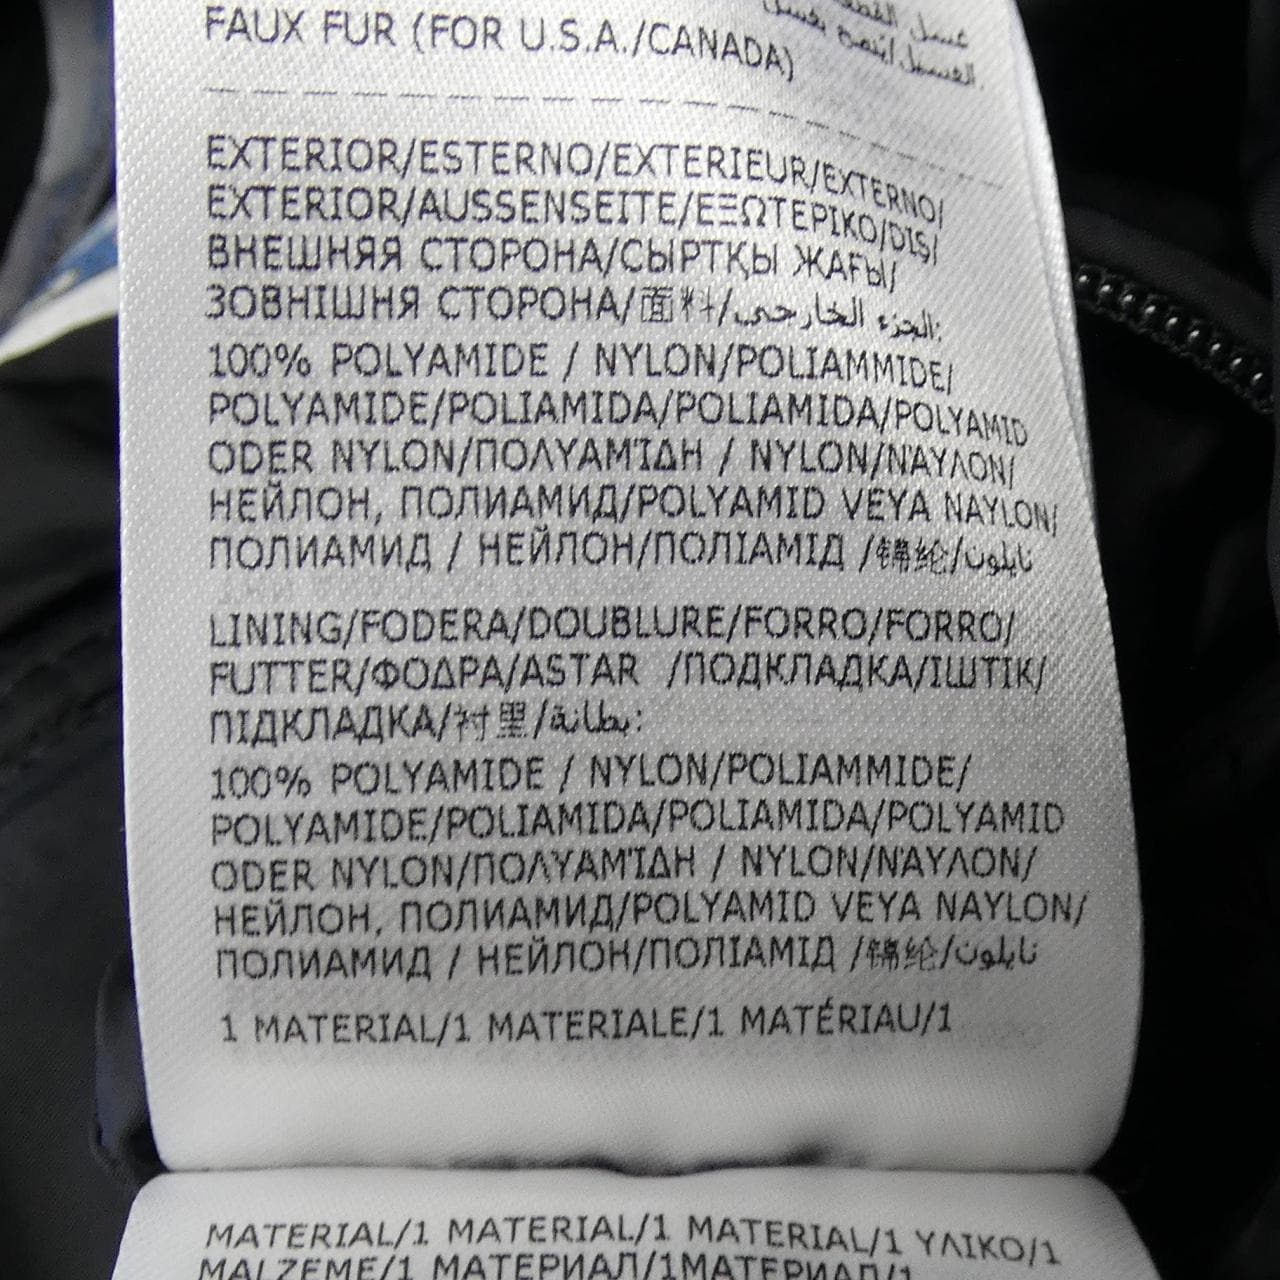 FAUX FUR (FOR U.S.A./CANADA)
EXTERIOR/ESTERNO/EXTERIEUR/EXTERNO/
EXTERIOR/AUSSENSEITE/ΕΞΩΤΕΡΙΚΟ/DIŞ/
ВНЕШНЯЯ СТОРОНА/СЫРТҚЫ ЖАҒЫ/
ЗОВНІШНЯ СТОРОНА/面料/الجزء الخارجي:
100% POLYAMIDE / NYLON/POLIAMMIDE/
POLYAMIDE/POLIAMIDA/POLIAMIDA/POLYAMID
ODER NYLON/ΠΟΛΥΑΜΊΔΗ / NYLON/ΝΆΥΛΟΝ/
НЕЙЛОН, ПОЛИАМИД/POLYAMID VEYA NAYLON/
ПОЛИАМИД / НЕЙЛОН/ПОЛІАМІД /锦纶/نايلون
LINING/FODERA/DOUBLURE/FORRO/FORRO/
FUTTER/ΦΟΔΡΑ/ASTAR /ПОДКЛАДКА/ІШТІК/
ПІДКЛАДКА/衬里/بطانة:
100% POLYAMIDE / NYLON/POLIAMMIDE/
POLYAMIDE/POLIAMIDA/POLIAMIDA/POLYAMID
ODER NYLON/ΠΟΛΥΑΜΊΔΗ / NYLON/ΝΆΥΛΟΝ/
НЕЙЛОН, ПОЛИАМИД/POLYAMID VEYA NAYLON/
ПОЛИАМИД / НЕЙЛОН/ПОЛІАМІД /锦纶/نايلون
1 MATERIAL/1 MATERIALE/1 MATÉRIAU/1
MATERIAL/1 MATERIAL/1 MATERIAL/1 ΥΛΙΚΟ/1
MALZEME/1 МАТЕРИАЛ/1МАТЕРИАЛ/1